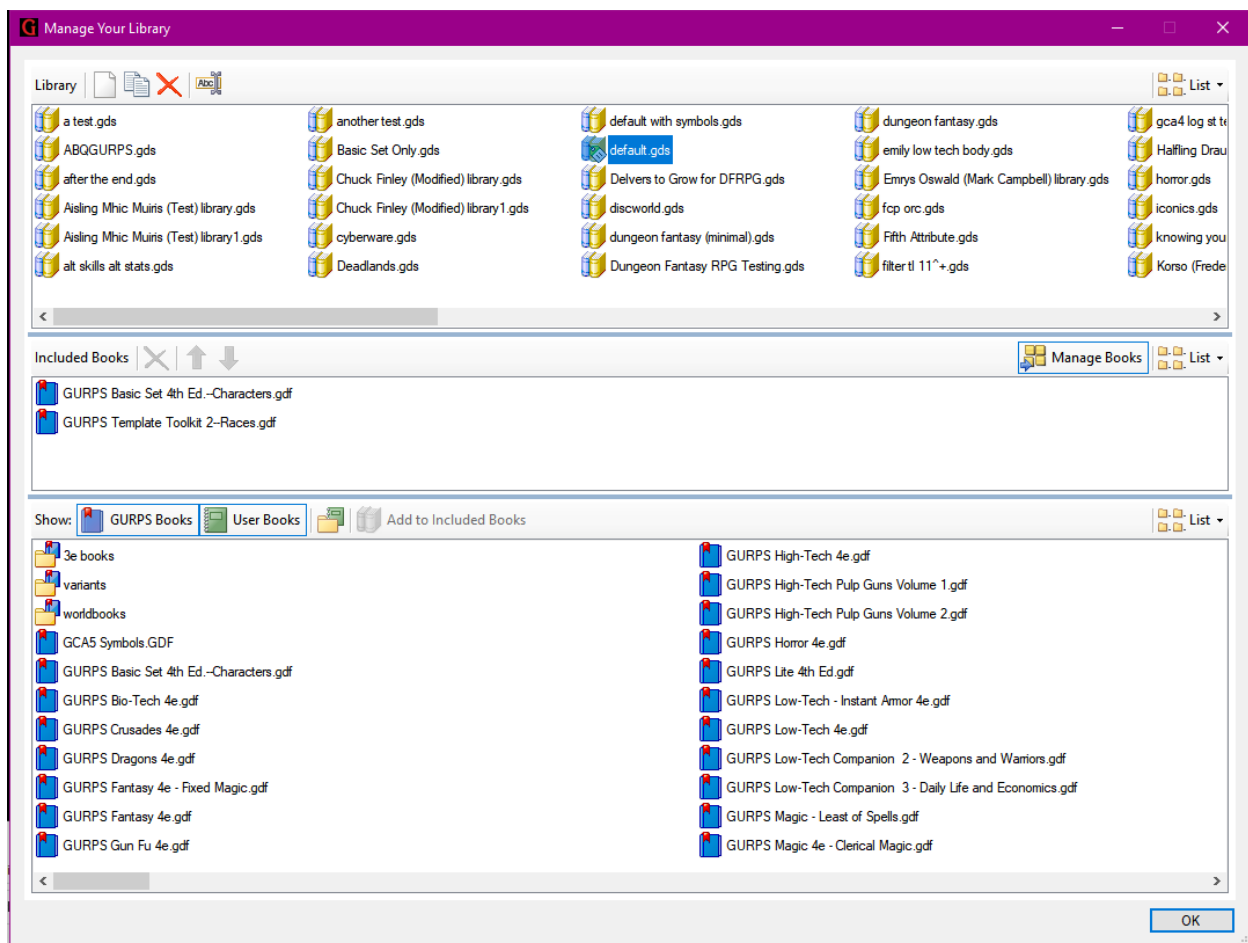 Manage Your Library
Library
Abc
List
a test.gds
ABQGURPS.gds
after the end.gds
Aisling Mhic Muiris (Test) library.gds
Aisling Mhic Muiris (Test) library1.gds
alt skills alt stats.gds
another test.gds
Basic Set Only.gds
Chuck Finley (Modified) library.gds
Chuck Finley (Modified) library1.gds
cyberware.gds
Deadlands.gds
default with symbols.gds
default.gds
Delvers to Grow for DFRPG.gds
discworld.gds
dungeon fantasy (minimal).gds
Dungeon Fantasy RPG Testing.gds
dungeon fantasy.gds
emily low tech body.gds
Emrys Oswald (Mark Campbell) library.gds
fcp orc.gds
Fifth Attribute.gds
filter tl 11^+.gds
gca4 log st te
Halfling Drau
horror.gds
iconics.gds
knowing you
Korso (Frede
Included Books
Manage Books
List
GURPS Basic Set 4th Ed.--Characters.gdf
GURPS Template Toolkit 2--Races.gdf
Show:
GURPS Books
User Books
Add to Included Books
List
3e books
variants
worldbooks
GCA5 Symbols.GDF
GURPS Basic Set 4th Ed.--Characters.gdf
GURPS Bio-Tech 4e.gdf
GURPS Crusades 4e.gdf
GURPS Dragons 4e.gdf
GURPS Fantasy 4e - Fixed Magic.gdf
GURPS Fantasy 4e.gdf
GURPS Gun Fu 4e.gdf
GURPS High-Tech 4e.gdf
GURPS High-Tech Pulp Guns Volume 1.gdf
GURPS High-Tech Pulp Guns Volume 2.gdf
GURPS Horror 4e.gdf
GURPS Lite 4th Ed.gdf
GURPS Low-Tech - Instant Armor 4e.gdf
GURPS Low-Tech 4e.gdf
GURPS Low-Tech Companion  2 - Weapons and Warriors.gdf
GURPS Low-Tech Companion  3 - Daily Life and Economics.gdf
GURPS Magic - Least of Spells.gdf
GURPS Magic 4e - Clerical Magic.gdf
OK